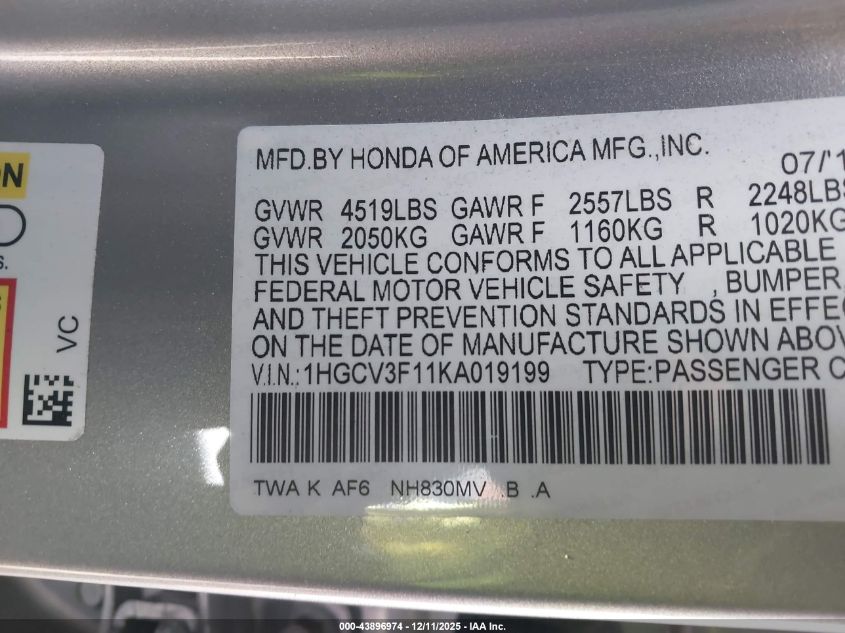 ON
S.
S
VC
MFD.BY HONDA OF AMERICA MFG.,INC.
07/'1
GVWR 4519LBS GAWR F 2557LBS R 2248LBS
GVWR 2050KG GAWR F 1160KG R 1020KG
THIS VEHICLE CONFORMS TO ALL APPLICABLE
FEDERAL MOTOR VEHICLE SAFETY , BUMPER,
AND THEFT PREVENTION STANDARDS IN EFFEC
ON THE DATE OF MANUFACTURE SHOWN ABOV
V.I.N.:1HGCV3F11KA019199 TYPE:PASSENGER C
TWA K AF6 NH830MV .B .A
000-43896974 - 12/11/2025 - IAA Inc.